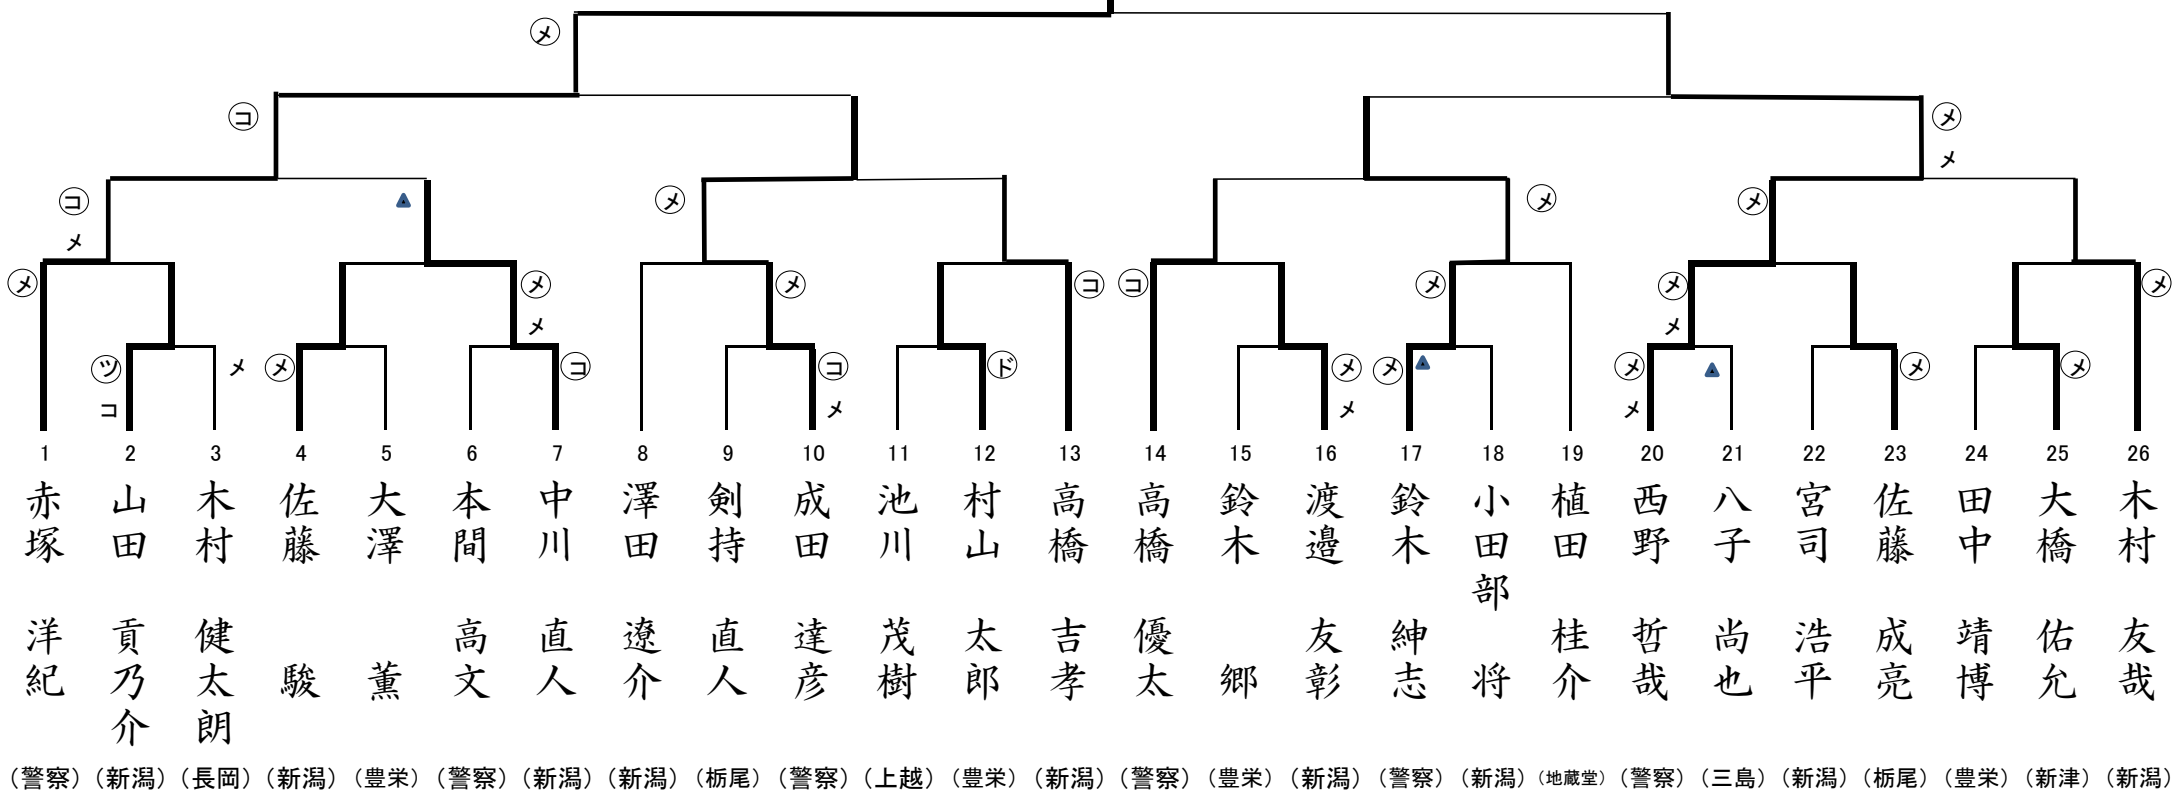 ㋱
㋙ ㋱
メ
㋙ ㋱ ㋱ ㋱
メ
㋱ ㋱ ㋱ ㋙ ㋙ ㋱ ㋱ ㋱
メ メ
㋡ メ ㋱ ㋙ ㋙ ド ㋱ ㋱ ㋱ ㋱ ㋱
コ メ メ メ
1 2 3 4 5 6 7 8 9 10 11 12 13 14 15 16 17 18 19 20 21 22 23 24 25 26
赤塚 洋紀
山田 貢乃介
木村 健太朗
佐藤 駿
大澤 薫
本間 高文
中川 直人
澤田 遼介
剣持 直人
成田 達彦
池川 茂樹
村山 太郎
高橋 吉孝
高橋 優太
鈴木 郷
渡邉 友彰
鈴木 紳志
小田部 将
植田 桂介
西野 哲哉
八子 尚也
宮司 浩平
佐藤 成亮
田中 靖博
大橋 佑允
木村 友哉
（警察）（新潟）（長岡）（新潟）（豊栄）（警察）（新潟）（新潟）（栃尾）（警察）（上越）（豊栄）（新潟）（警察）（豊栄）（新潟）（警察）（新潟）（地蔵堂）（警察）（三島）（新潟）（栃尾）（豊栄）（新津）（新潟）